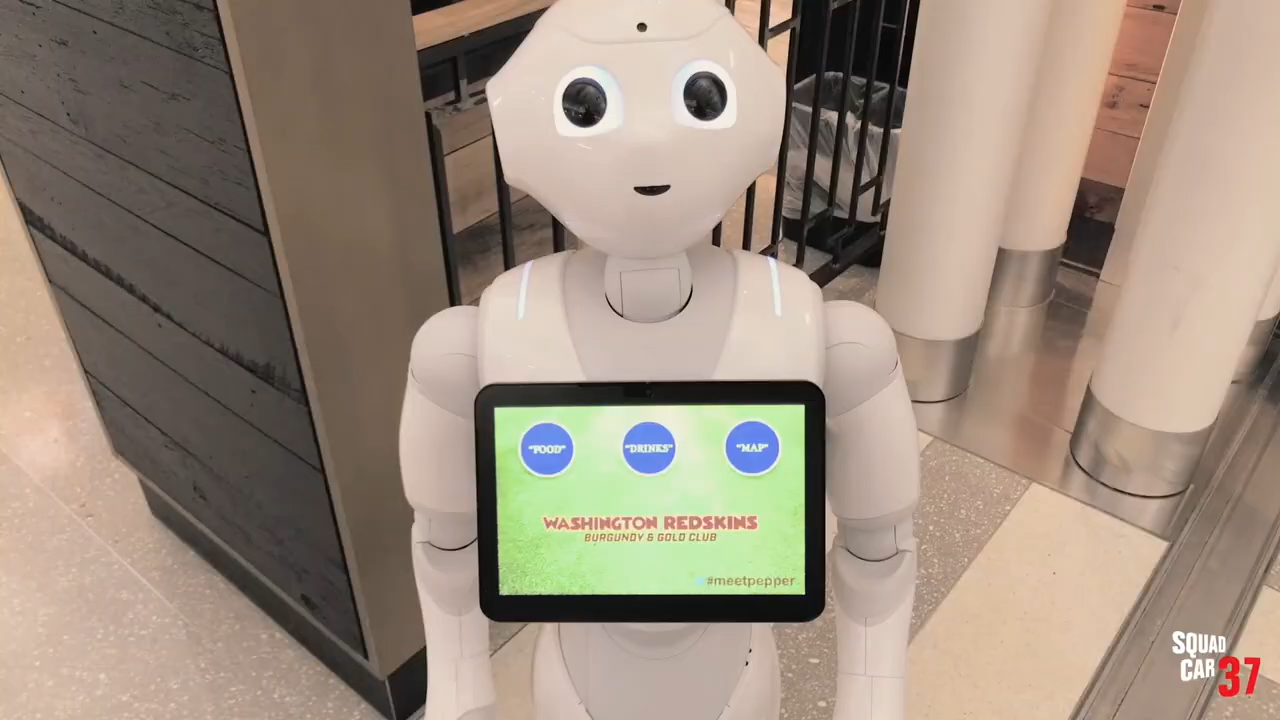 "FOOD" "DRINKS" "MAP"
WASHINGTON REDSKINS
BURGUNDY & GOLD CLUB
#meetpepper
SQUAD
CAR 37